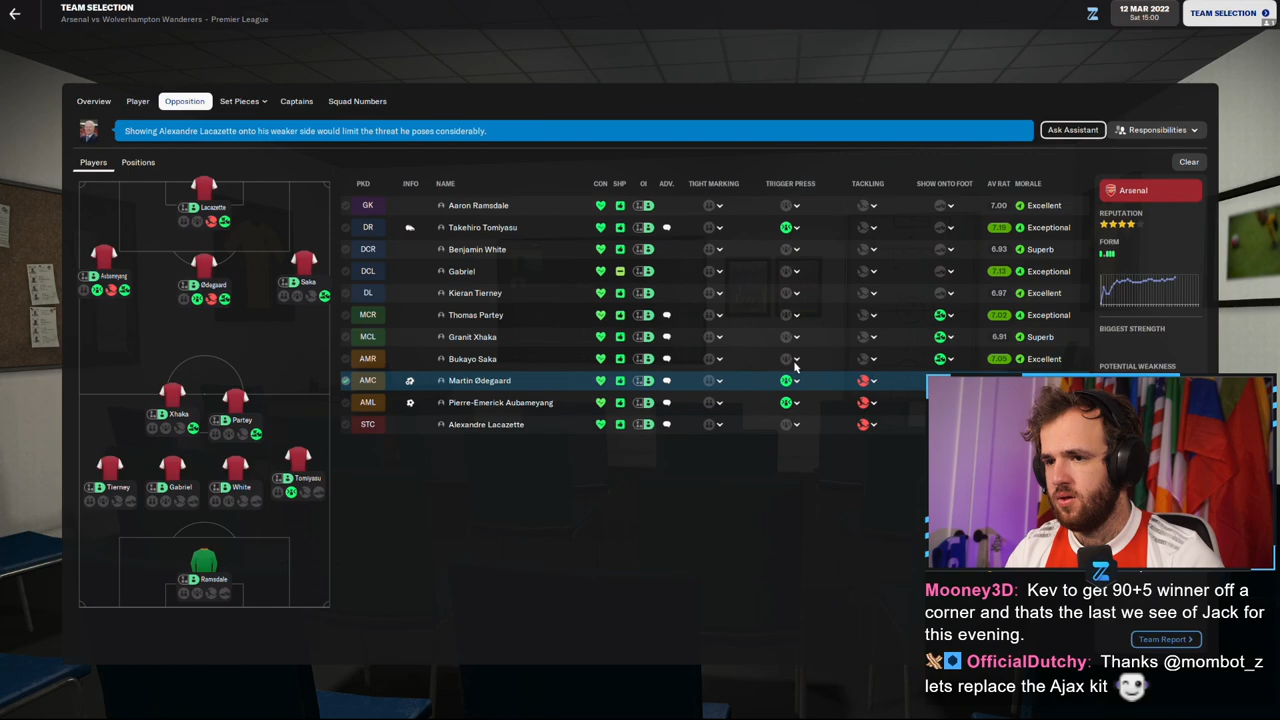 TEAM SELECTION
Arsenal vs Wolverhampton Wanderers - Premier League
12 MAR 2022
Sat 15:00
TEAM SELECTION
Overview Player Opposition Set Pieces Captains Squad Numbers
Showing Alexandre Lacazette onto his weaker side would limit the threat he poses considerably.
Ask Assistant Responsibilities
Players Positions
Clear
PKD INFO NAME CON SHP OI ADV. TIGHT MARKING TRIGGER PRESS TACKLING SHOW ONTO FOOT AV RAT MORALE
GK Aaron Ramsdale 7.00 Excellent
DR Takehiro Tomiyasu 7.19 Exceptional
DCR Benjamin White 6.93 Superb
DCL Gabriel 7.13 Exceptional
DL Kieran Tierney 6.97 Excellent
MCR Thomas Partey 7.02 Exceptional
MCL Granit Xhaka 6.91 Superb
AMR Bukayo Saka 7.05 Excellent
AMC Martin Ødegaard
AML Pierre-Emerick Aubameyang
STC Alexandre Lacazette
Lacazette
Aubameyang
Ødegaard
Saka
Xhaka
Partey
Tierney
Gabriel
White
Tomiyasu
Ramsdale
Arsenal
REPUTATION
FORM
BIGGEST STRENGTH
POTENTIAL WEAKNESS
Mooney3D: Kev to get 90+5 winner off a
corner and thats the last we see of Jack for
this evening.
Team Report
OfficialDutchy: Thanks @mombot_z
lets replace the Ajax kit